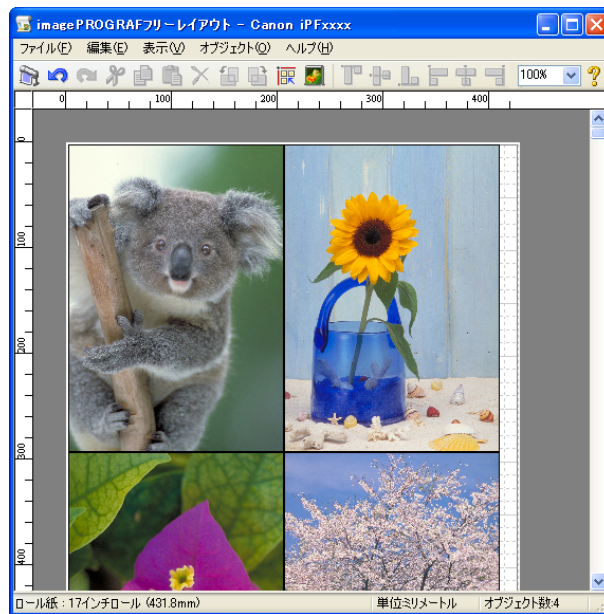 imagePROGRAFフリーレイアウト - Canon iPFxxxx
ファイル(F) 編集(E) 表示(V) オブジェクト(O) ヘルプ(H)
100%
0 100 200 300 400
0
100
200
300
400
ロール紙 : 17インチロール (431.8mm) 単位:ミリメートル オブジェクト数:4